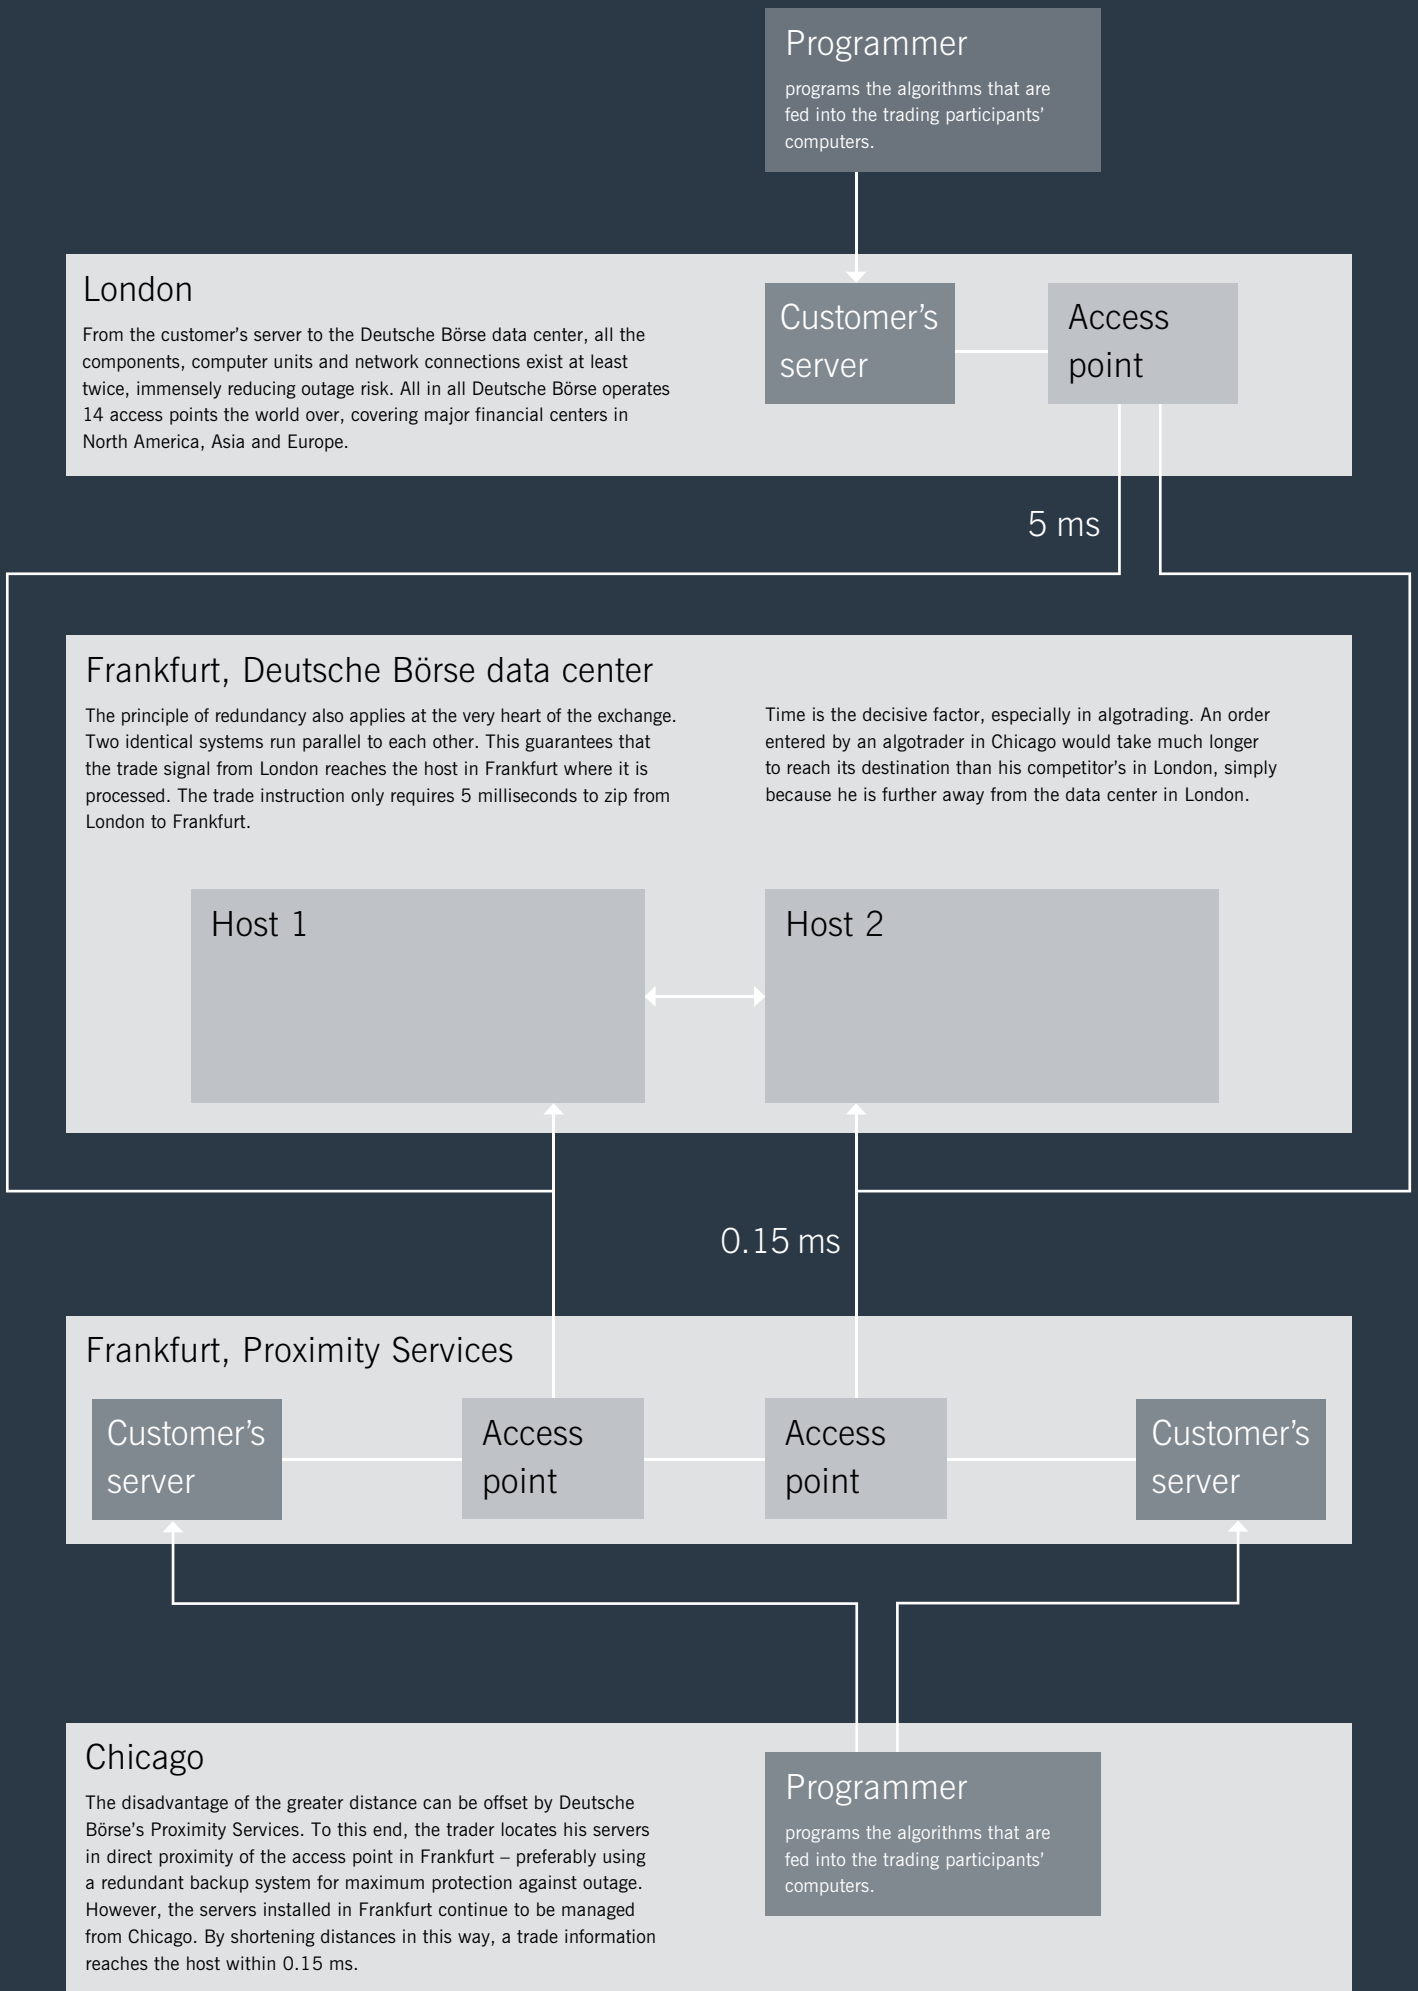 Programmer
programs the algorithms that are
fed into the trading participants’
computers.
London
From the customer’s server to the Deutsche Börse data center, all the
components, computer units and network connections exist at least
twice, immensely reducing outage risk. All in all Deutsche Börse operates
14 access points the world over, covering major financial centers in
North America, Asia and Europe.
Customer’s
server
Access
point
5 ms
Frankfurt, Deutsche Börse data center
The principle of redundancy also applies at the very heart of the exchange.
Two identical systems run parallel to each other. This guarantees that
the trade signal from London reaches the host in Frankfurt where it is
processed. The trade instruction only requires 5 milliseconds to zip from
London to Frankfurt.
Time is the decisive factor, especially in algotrading. An order
entered by an algotrader in Chicago would take much longer
to reach its destination than his competitor’s in London, simply
because he is further away from the data center in London.
Host 1
Host 2
0.15 ms
Frankfurt, Proximity Services
Customer’s
server
Access
point
Access
point
Customer’s
server
Chicago
The disadvantage of the greater distance can be offset by Deutsche
Börse’s Proximity Services. To this end, the trader locates his servers
in direct proximity of the access point in Frankfurt – preferably using
a redundant backup system for maximum protection against outage.
However, the servers installed in Frankfurt continue to be managed
from Chicago. By shortening distances in this way, a trade information
reaches the host within 0.15 ms.
Programmer
programs the algorithms that are
fed into the trading participants’
computers.